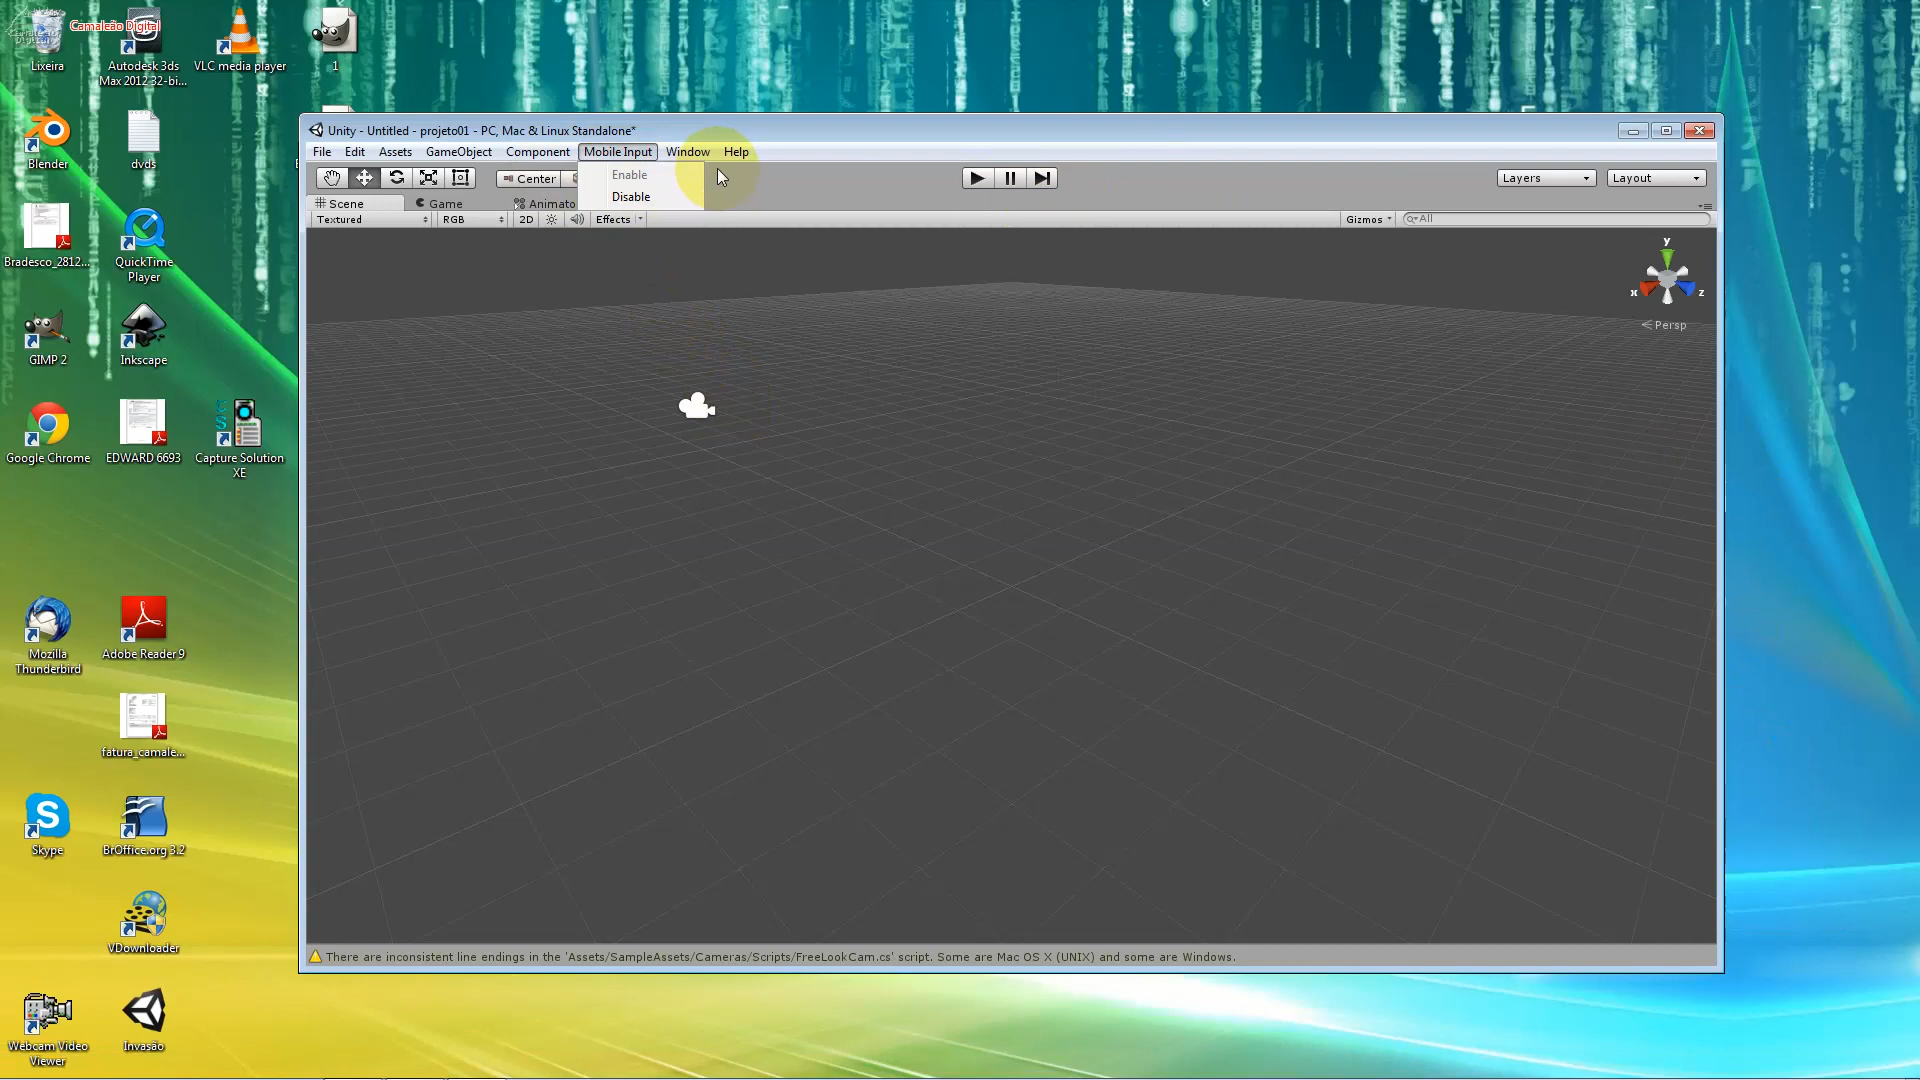 Camaleão Digital
Lixeira
Autodesk 3ds
Max 2012 32-bi...
VLC media player
1
Blender
dvds
Bradesco_2812...
QuickTime
Player
GIMP 2
Inkscape
Google Chrome
EDWARD 6693
Capture Solution
XE
Mozilla
Thunderbird
Adobe Reader 9
fatura_camale...
Skype
BrOffice.org 3.2
VDownloader
Webcam Video
Viewer
Invasão
Unity - Untitled - projeto01 - PC, Mac & Linux Standalone*
File Edit Assets GameObject Component Mobile Input Window Help
Enable
Disable
Center
Layers
Layout
Scene
Game
Animato
Textured
RGB
2D
Effects
Gizmos
All
y
x
z
Persp
There are inconsistent line endings in the 'Assets/SampleAssets/Cameras/Scripts/FreeLookCam.cs' script. Some are Mac OS X (UNIX) and some are Windows.